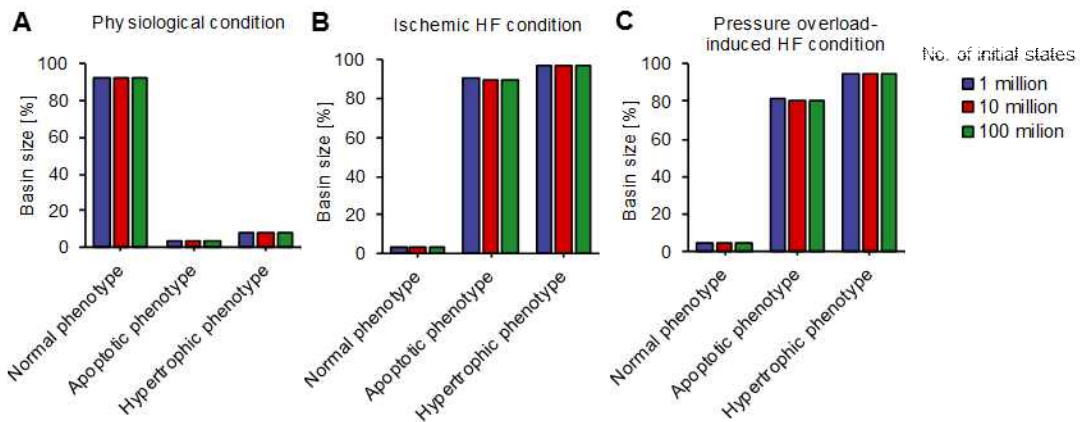 A
Physiological condition
Basin size [%]
100
80
60
40
20
0
Normal phenotype
Apoptotic phenotype
Hypertrophic phenotype
B
Ischemic HF condition
Basin size [%]
100
80
60
40
20
0
Normal phenotype
Apoptotic phenotype
Hypertrophic phenotype
C
Pressure overload-
induced HF condition
Basin size [%]
100
80
60
40
20
0
Normal phenotype
Apoptotic phenotype
Hypertrophic phenotype
No. of initial states
1 million
10 million
100 milion